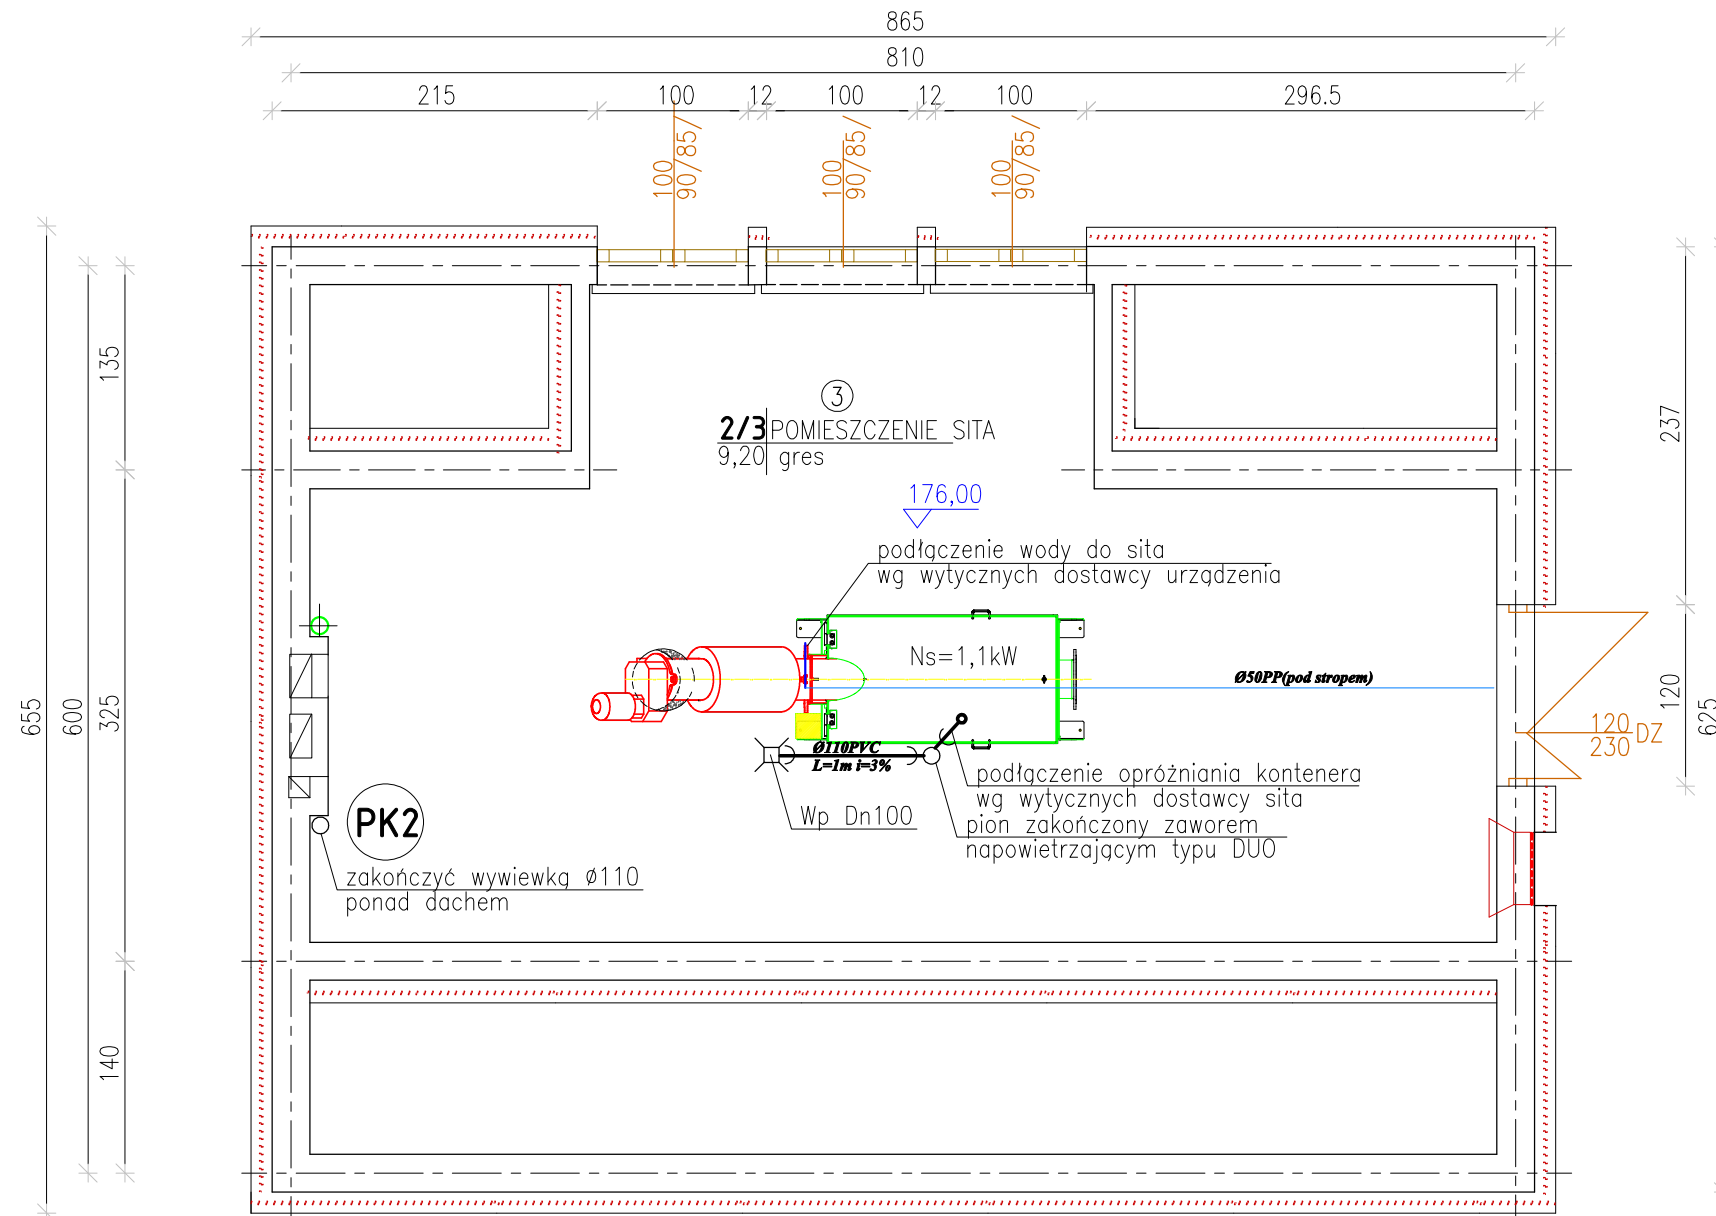 865
810
215 100 12 100 12 100 296.5
100
90/85/
100
90/85/
100
90/85/
3
2/3 POMIESZCZENIE SITA
9,20 gres
176,00
podłączenie wody do sita
wg wytycznych dostawcy urządzenia
Ns=1,1kW
Ø50PP(pod stropem)
Ø110PVC
L=1m i=3%
podłączenie opróżniania kontenera
wg wytycznych dostawcy sita
Wp Dn100
pion zakończony zaworem
napowietrzającym typu DUO
PK2
zakończyć wywiewką Ø110
ponad dachem
120
230 DZ
655
600
135
325
140
237
120
625